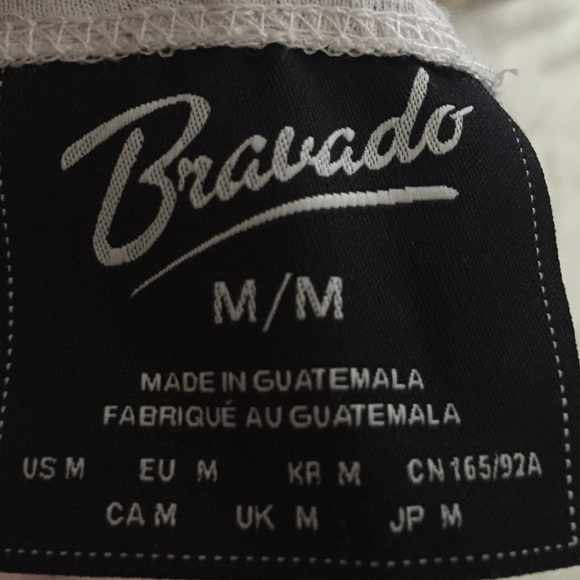 Bravado
M/M
MADE IN GUATEMALA
FABRIQUÉ AU GUATEMALA
US M EU M KR M CN 165/92A
CA M UK M JP M